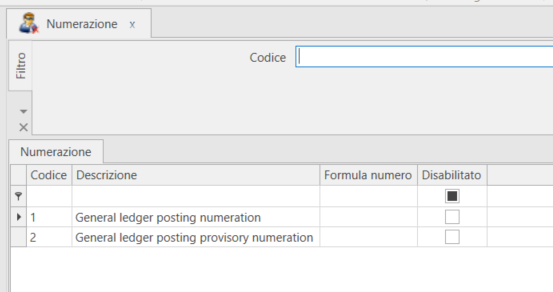 Numerazione x
Filtro
Codice
Numerazione
Codice Descrizione Formula numero Disabilitato
1 General ledger posting numeration
2 General ledger posting provisory numeration